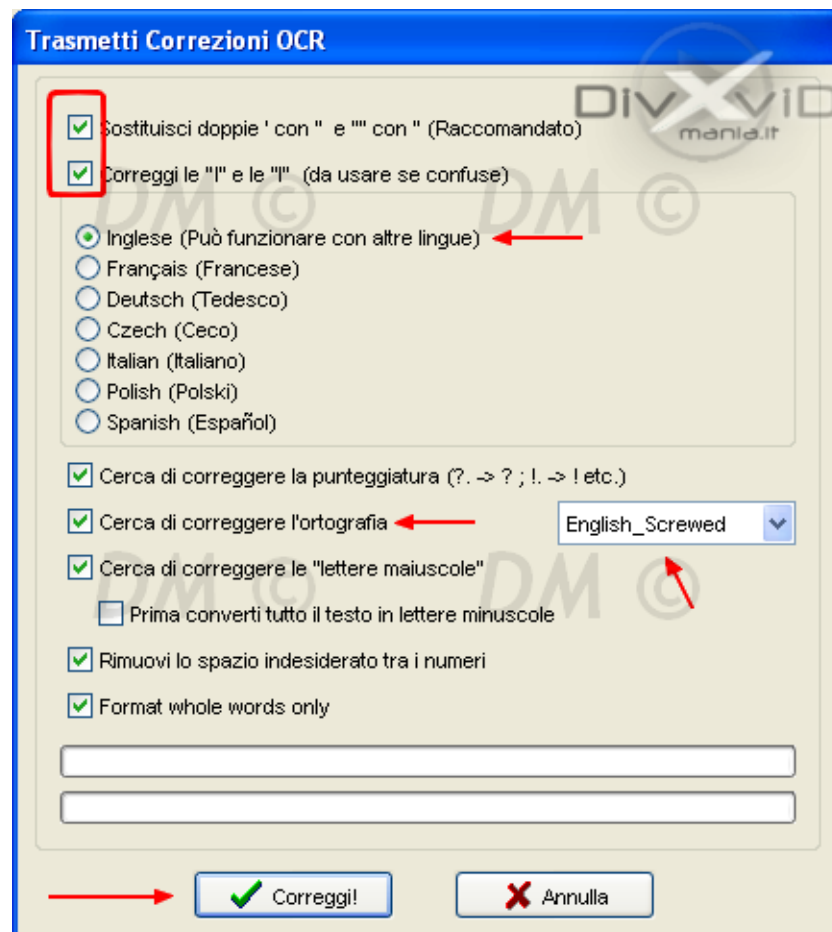 Trasmetti Correzioni OCR
DivXviD
mania.it
Sostituisci doppie ' con " e "" con " (Raccomandato)
Correggi le "I" e le "l" (da usare se confuse)
DM © DM ©
Inglese (Può funzionare con altre lingue)
Français (Francese)
Deutsch (Tedesco)
Czech (Ceco)
Italian (Italiano)
Polish (Polski)
Spanish (Español)
Cerca di correggere la punteggiatura (?. -> ? ; !. -> ! etc.)
Cerca di correggere l'ortografia
English_Screwed
Cerca di correggere le "lettere maiuscole"
DM © DM ©
Prima converti tutto il testo in lettere minuscole
Rimuovi lo spazio indesiderato tra i numeri
Format whole words only
Correggi! Annulla